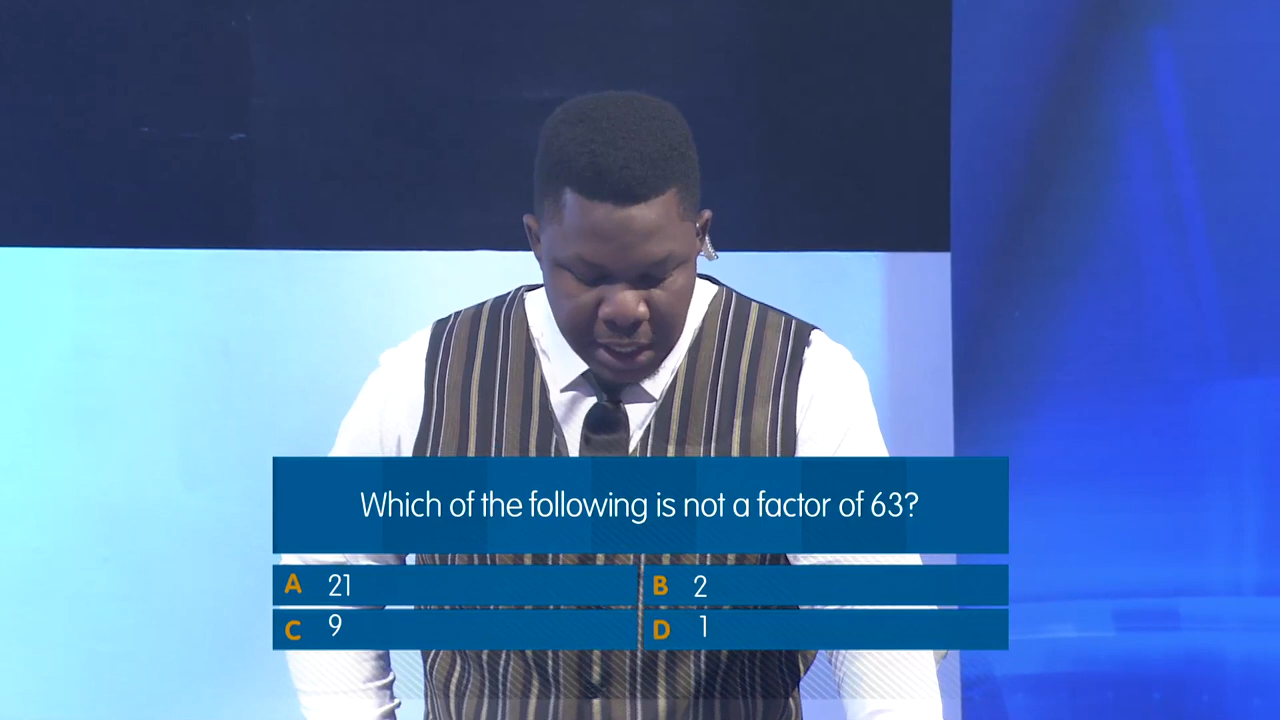 Which of the following is not a factor of 63?
A 21
B 2
C 9
D 1